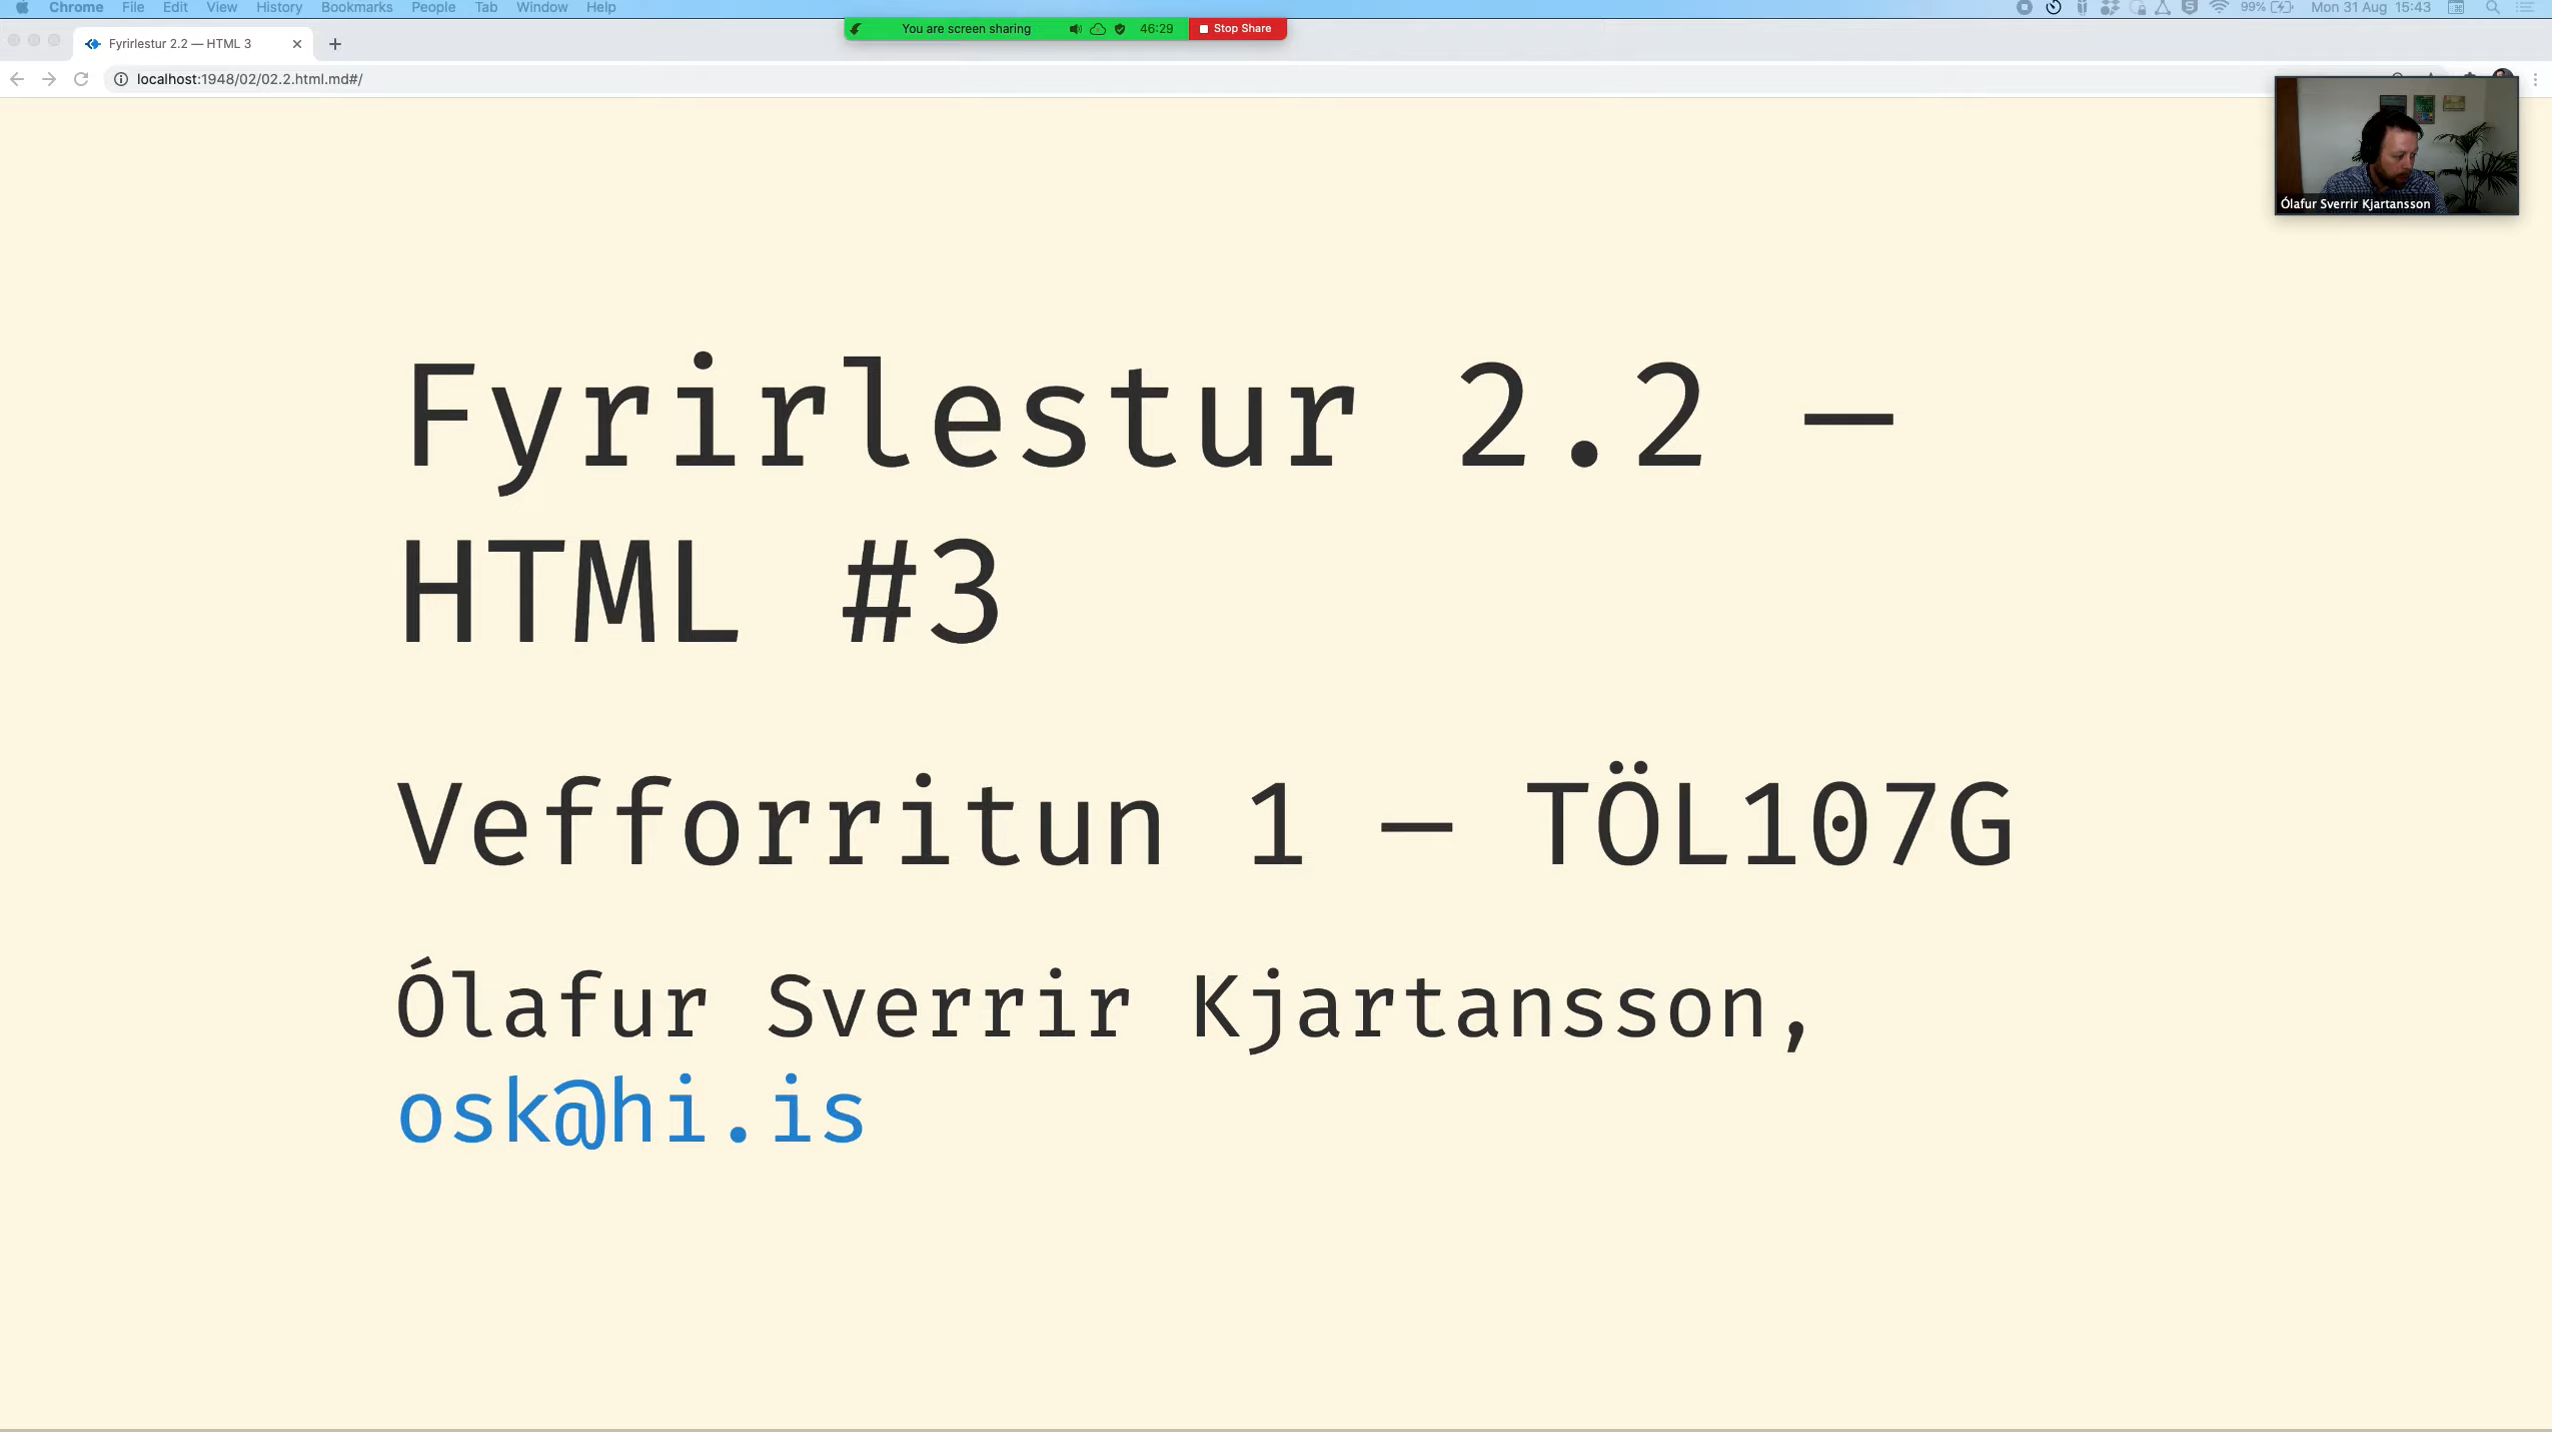 Chrome File Edit View History Bookmarks People Tab Window Help 99% Mon 31 Aug 15:43
You are screen sharing 46:29 Stop Share
Fyrirlestur 2.2 — HTML 3
localhost:1948/02/02.2.html.md#/
Ólafur Sverrir Kjartansson
Fyrirlestur 2.2 —
HTML #3
Vefforritun 1 — TÖL107G
Ólafur Sverrir Kjartansson,
osk@hi.is